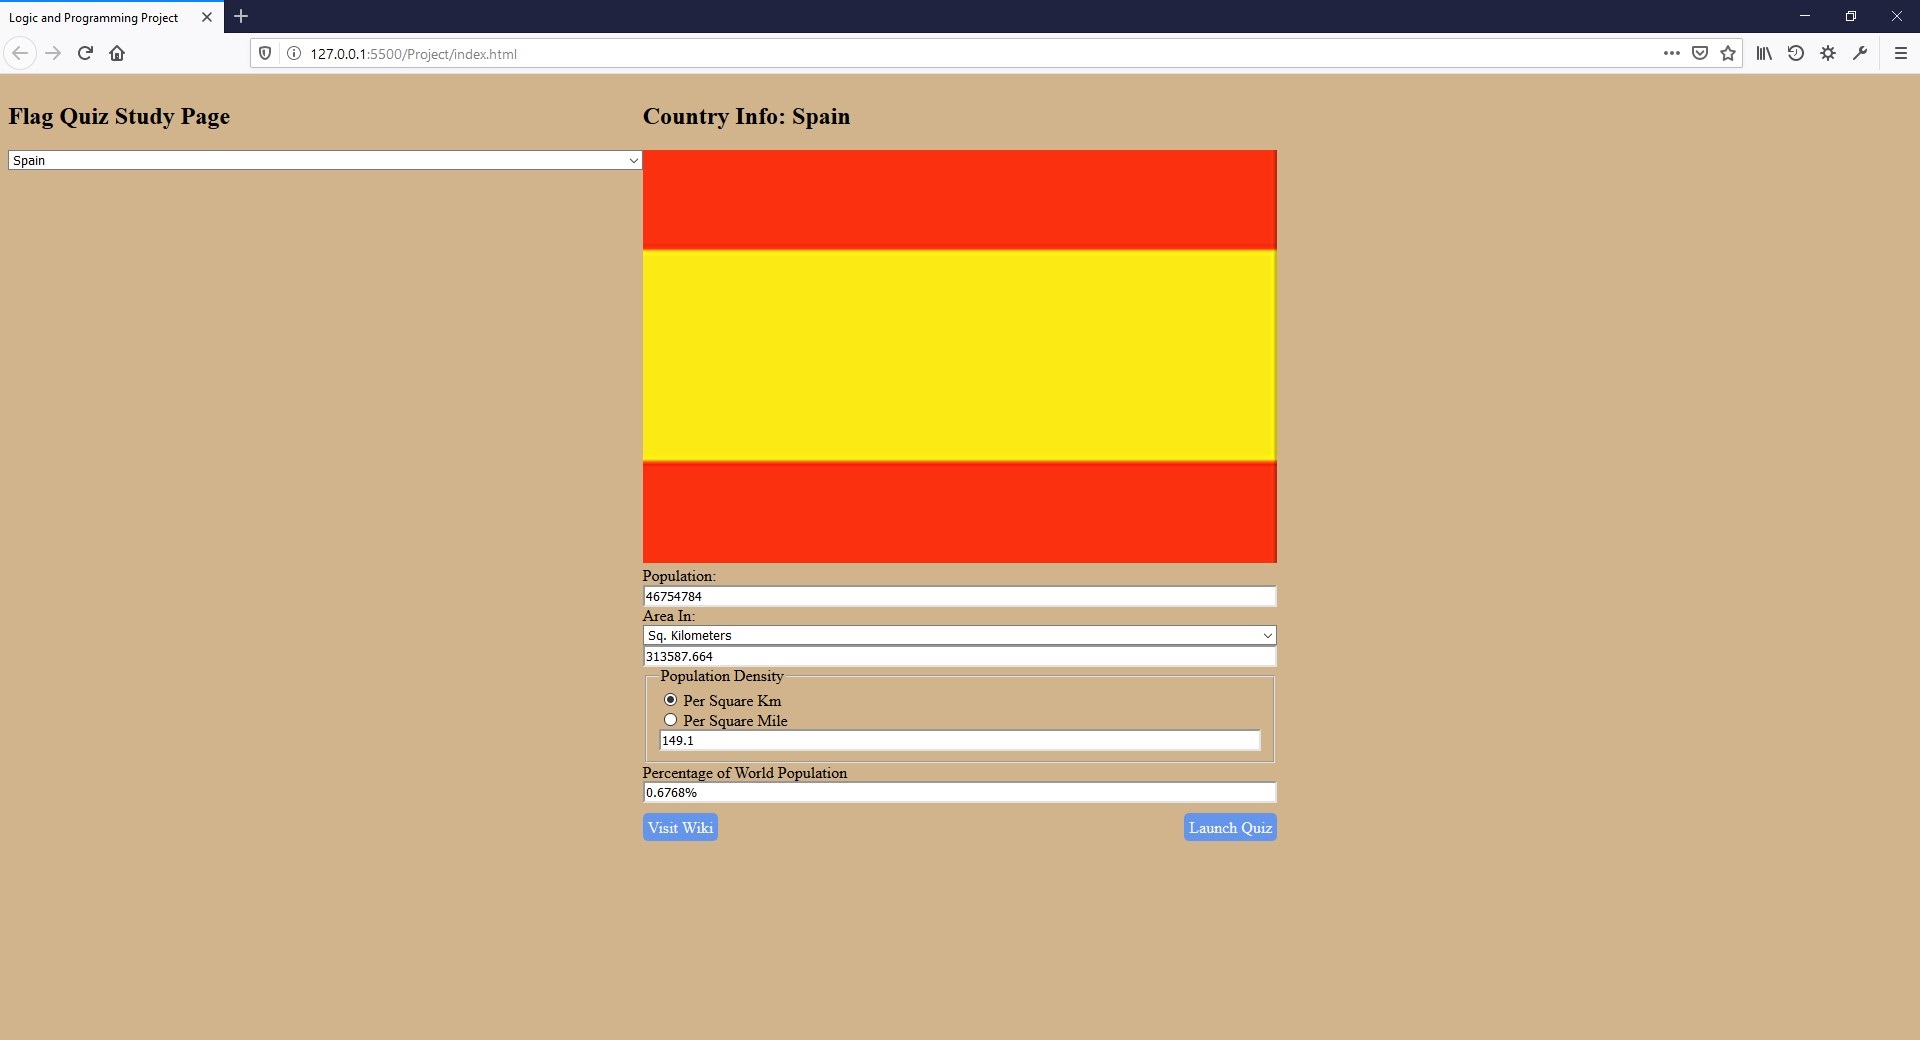 Logic and Programming Project
127.0.0.1:5500/Project/index.html
Flag Quiz Study Page
Spain
Country Info: Spain
Population:
46754784
Area In:
Sq. Kilometers
313587.664
Population Density
Per Square Km
Per Square Mile
149.1
Percentage of World Population
0.6768%
Visit Wiki
Launch Quiz